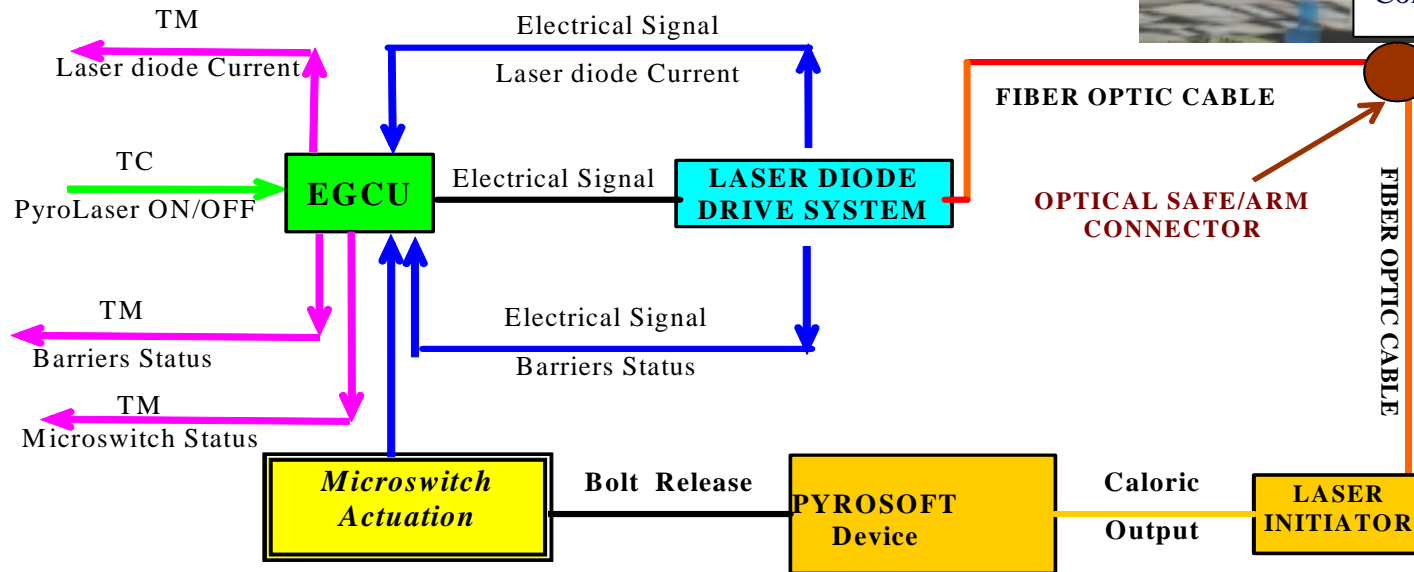 TM
Laser diode Current
Electrical Signal
Laser diode Current
FIBER OPTIC CABLE
TC
PyroLaser ON/OFF
EGCU
Electrical Signal
LASER DIODE
DRIVE SYSTEM
OPTICAL SAFE/ARM
CONNECTOR
FIBER OPTIC CABLE
TM
Barriers Status
Electrical Signal
Barriers Status
TM
Microswitch Status
Microswitch
Actuation
Bolt Release
PYROSOFT
Device
Caloric
Output
LASER
INITIATOR